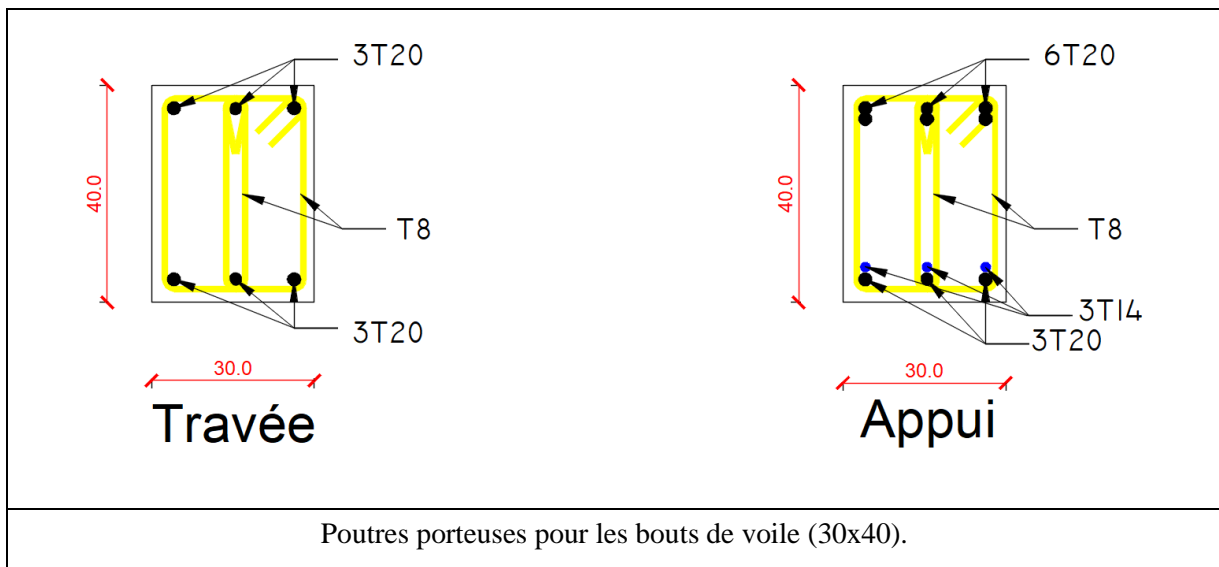 3T20
40.0
T8
3T20
30.0
Travée
6T20
40.0
T8
3T14
3T20
30.0
Appui
Poutres porteuses pour les bouts de voile (30x40).